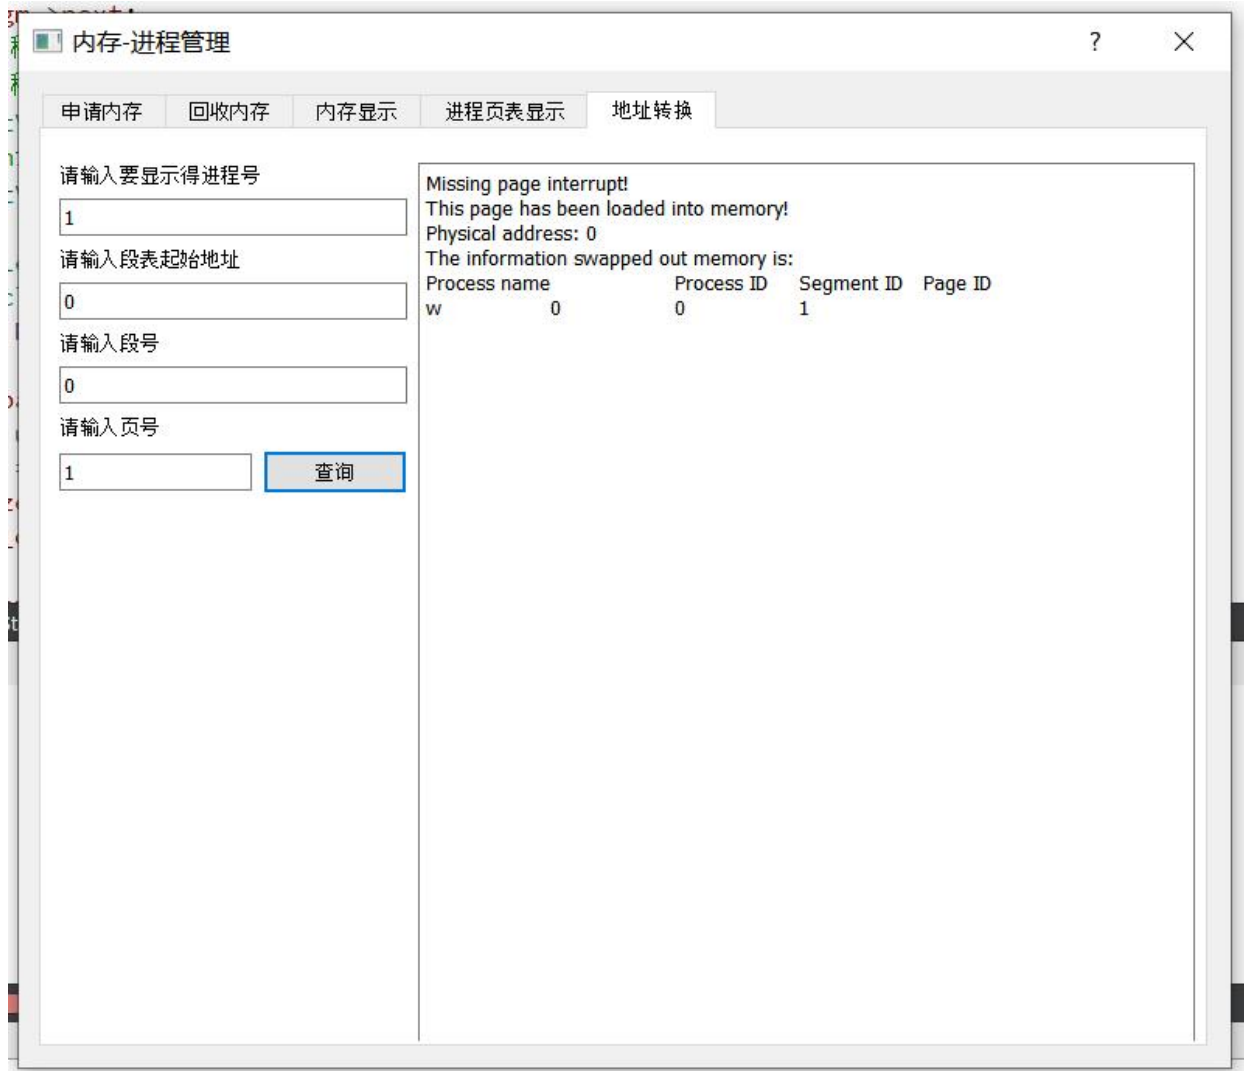 内存-进程管理
?
申请内存 回收内存 内存显示 进程页表显示 地址转换
请输入要显示得进程号
1
请输入段表起始地址
0
请输入段号
0
请输入页号
1 查询
Missing page interrupt!
This page has been loaded into memory!
Physical address: 0
The information swapped out memory is:
Process name Process ID Segment ID Page ID
w 0 0 1